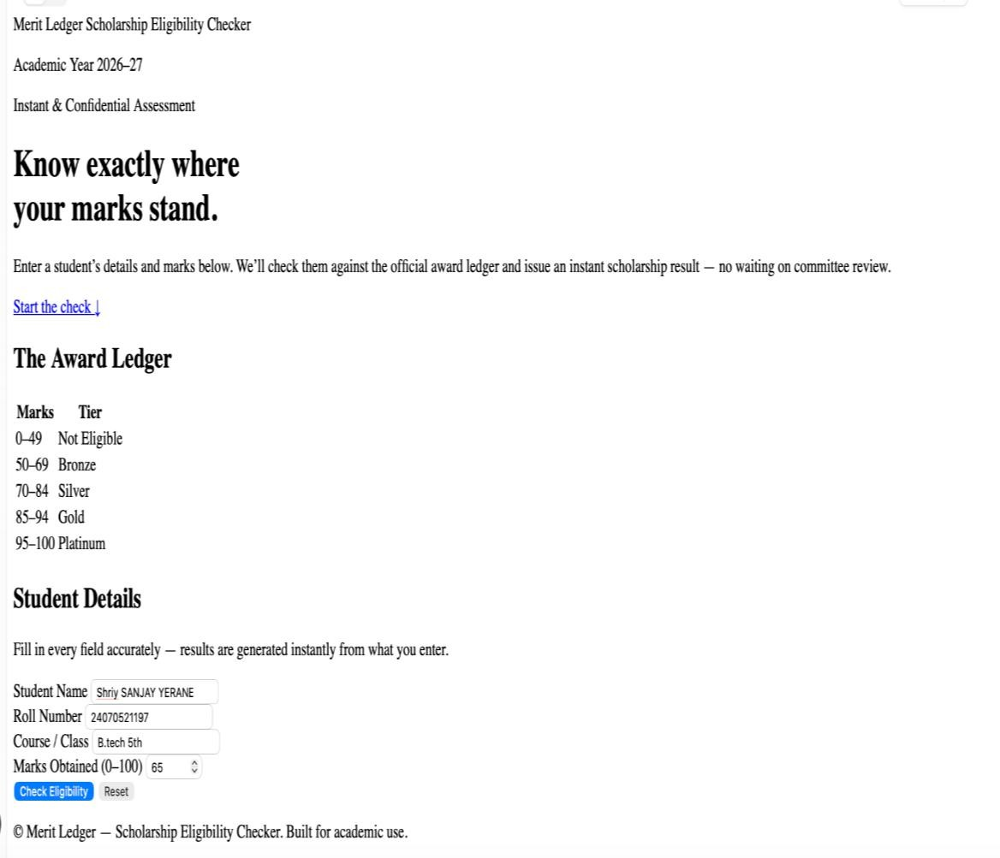 Merit Ledger Scholarship Eligibility Checker
Academic Year 2026–27
Instant & Confidential Assessment
Know exactly where
your marks stand.
Enter a student’s details and marks below. We’ll check them against the official award ledger and issue an instant scholarship result — no waiting on committee review.
Start the check ↓
The Award Ledger
Marks Tier
0–49 Not Eligible
50–69 Bronze
70–84 Silver
85–94 Gold
95–100 Platinum
Student Details
Fill in every field accurately — results are generated instantly from what you enter.
Student Name Shriy SANJAY YERANE
Roll Number 24070521197
Course / Class B.tech 5th
Marks Obtained (0–100) 65
Check Eligibility Reset
© Merit Ledger — Scholarship Eligibility Checker. Built for academic use.